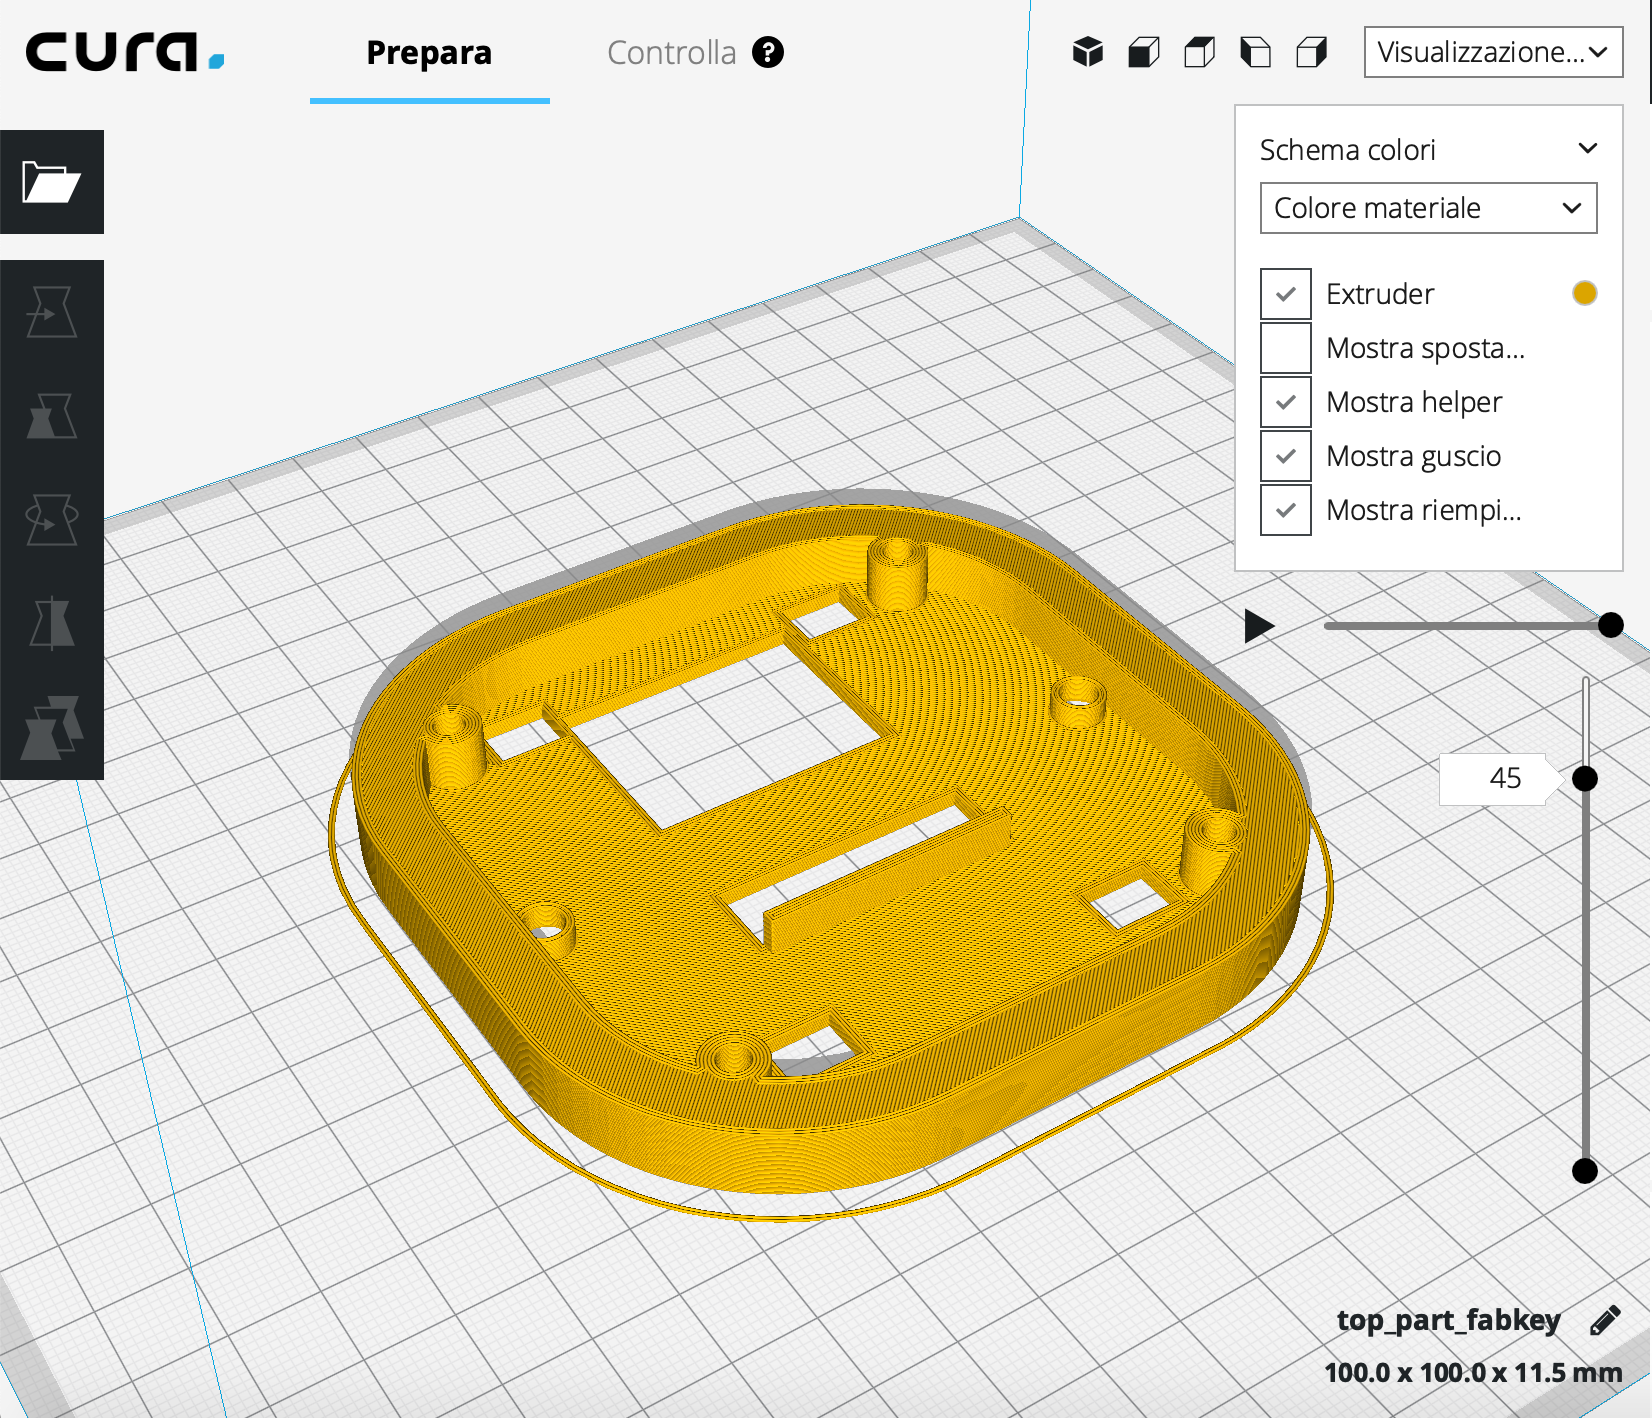 cura.
Prepara
Controlla ?
Visualizzazione...
Schema colori
Colore materiale
Extruder
Mostra sposta...
Mostra helper
Mostra guscio
Mostra riempi...
45
top_part_fabkey
100.0 x 100.0 x 11.5 mm